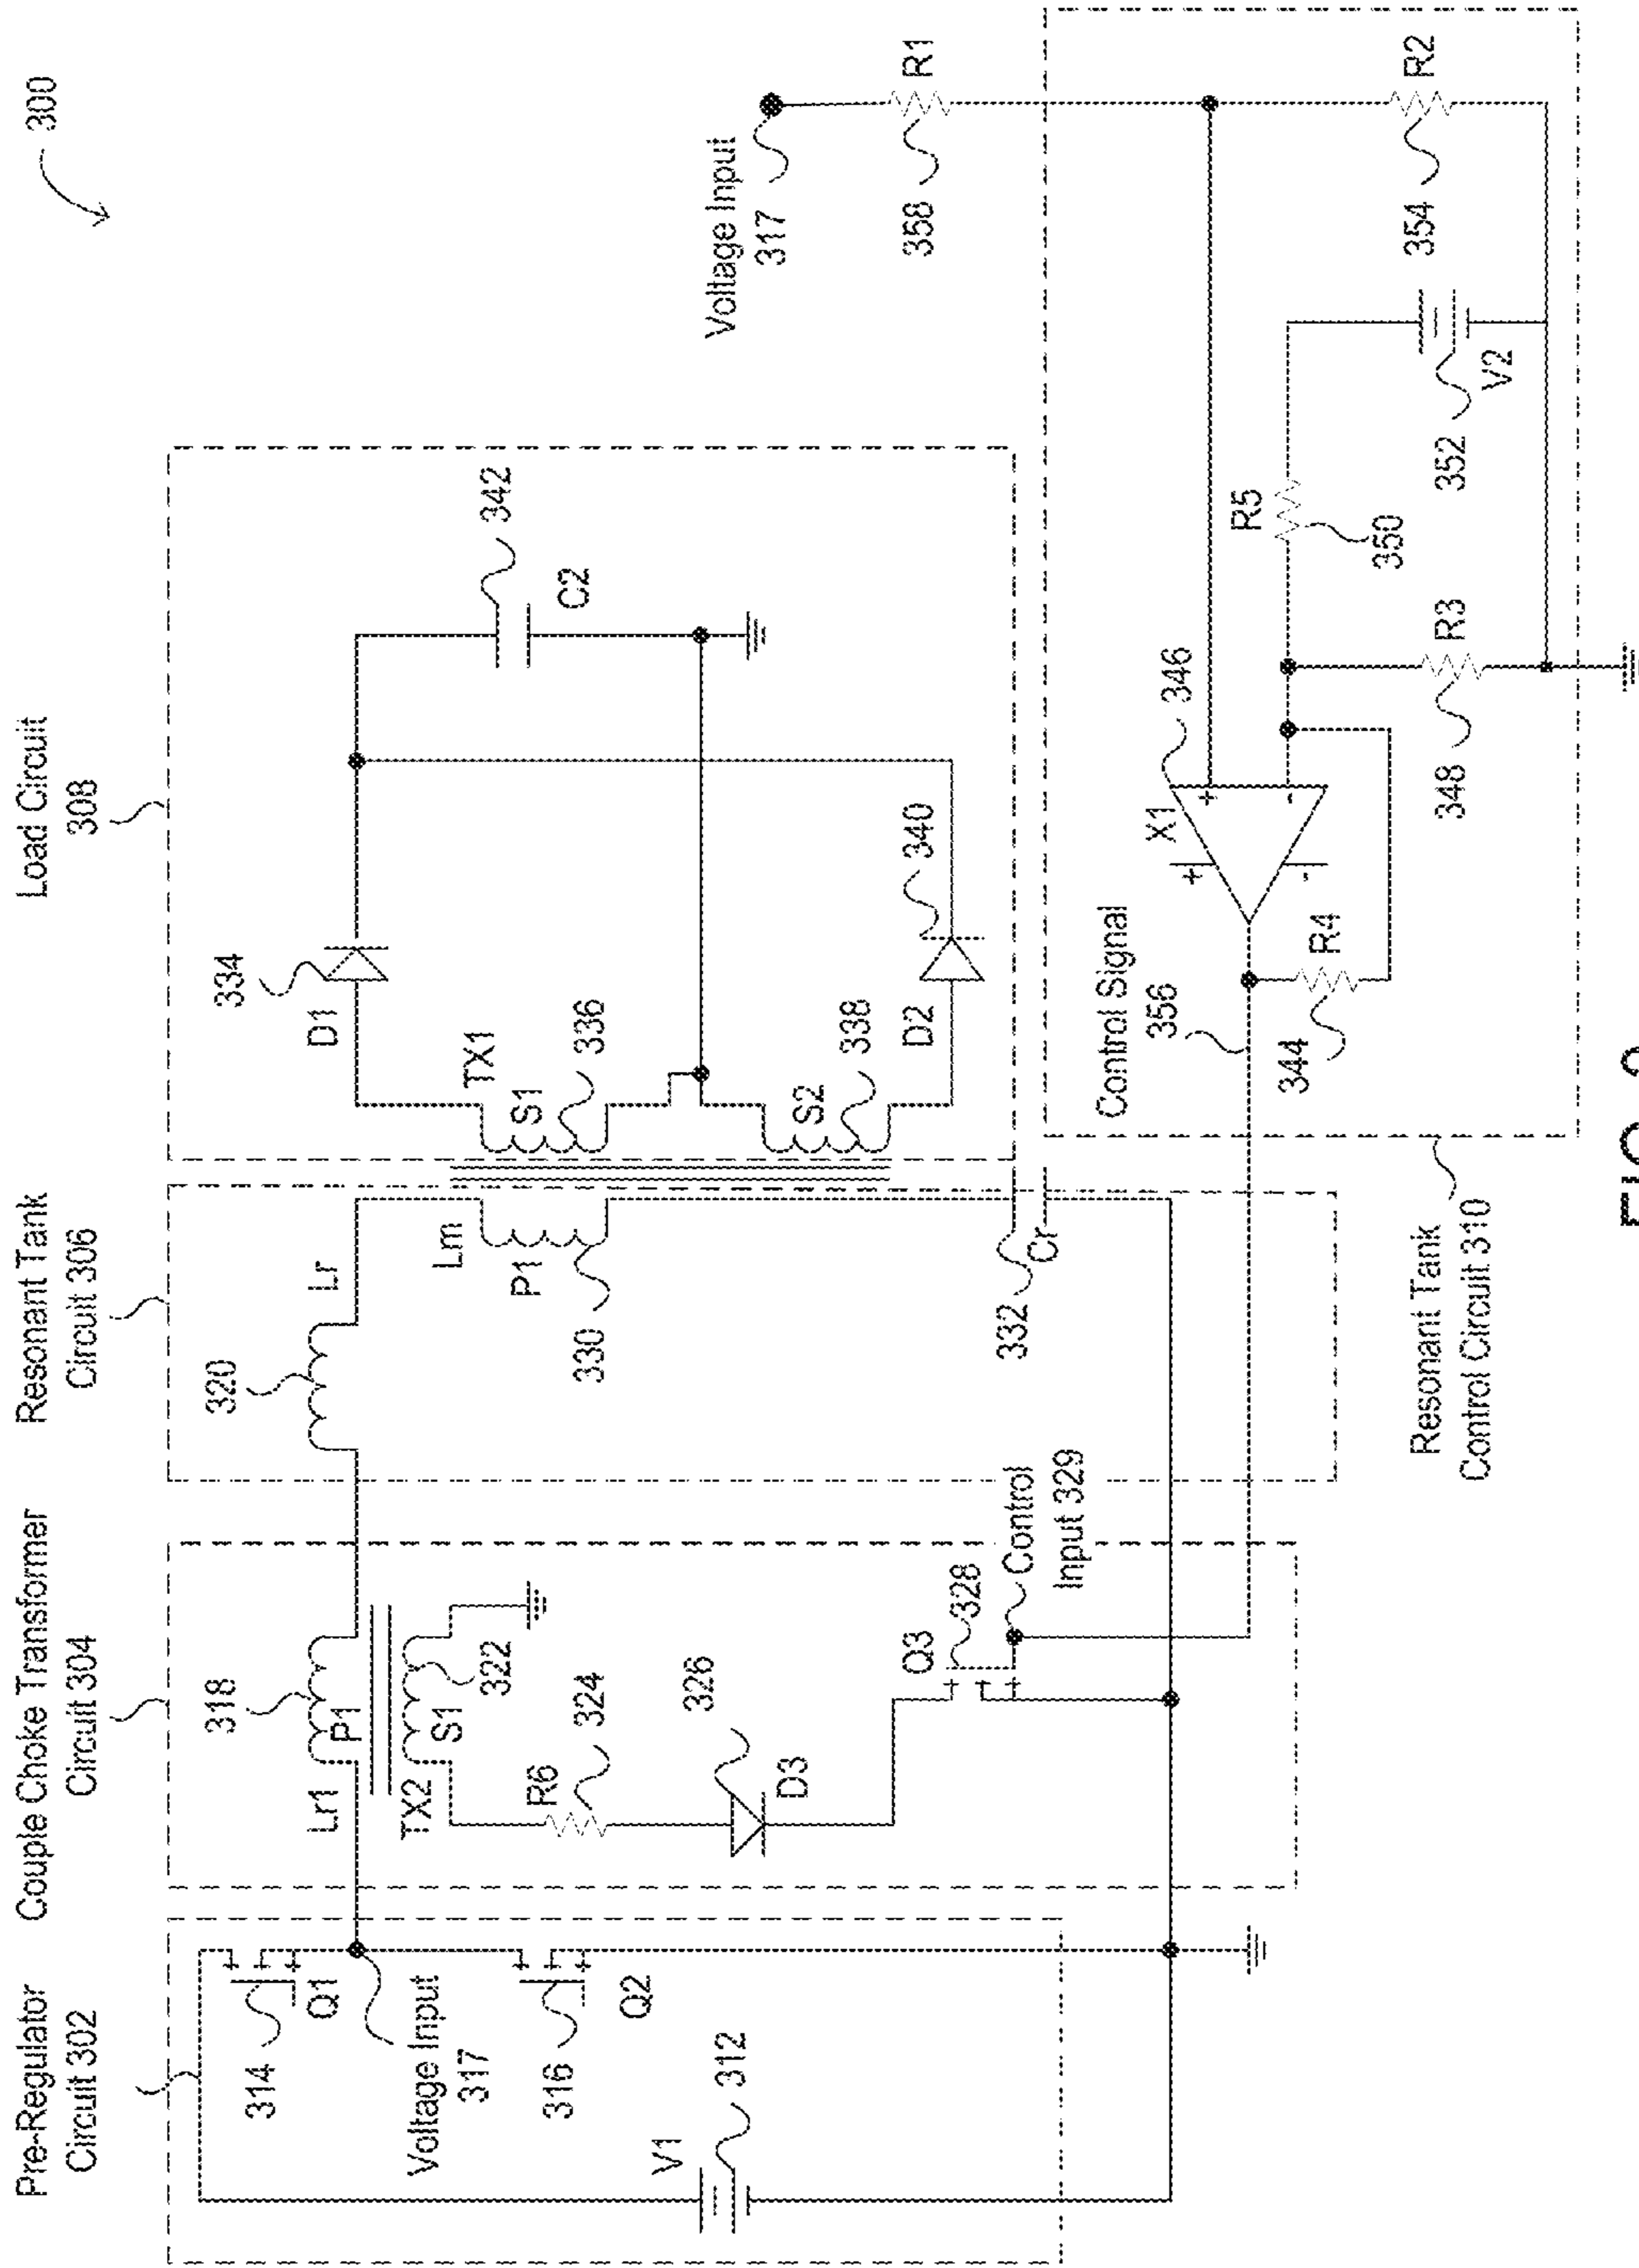 300
Pre-Regulator
Circuit 302
Couple Choke Transformer
Circuit 304
Resonant Tank
Circuit 306
Load Circuit
308
314
Q1
Voltage Input
317
316
Q2
V1
312
318
Lr1
P1
TX2
S1
322
R6
324
326
D3
Q3
328
Control
Input 329
320
Lr
Lm
P1
330
332
Cr
334
D1
TX1
S1
336
S2
338
D2
340
342
C2
Voltage Input
317
358
R1
Control Signal
356
X1
346
+
-
+
-
344
R4
R5
350
348
R3
352
V2
354
R2
Resonant Tank
Control Circuit 310